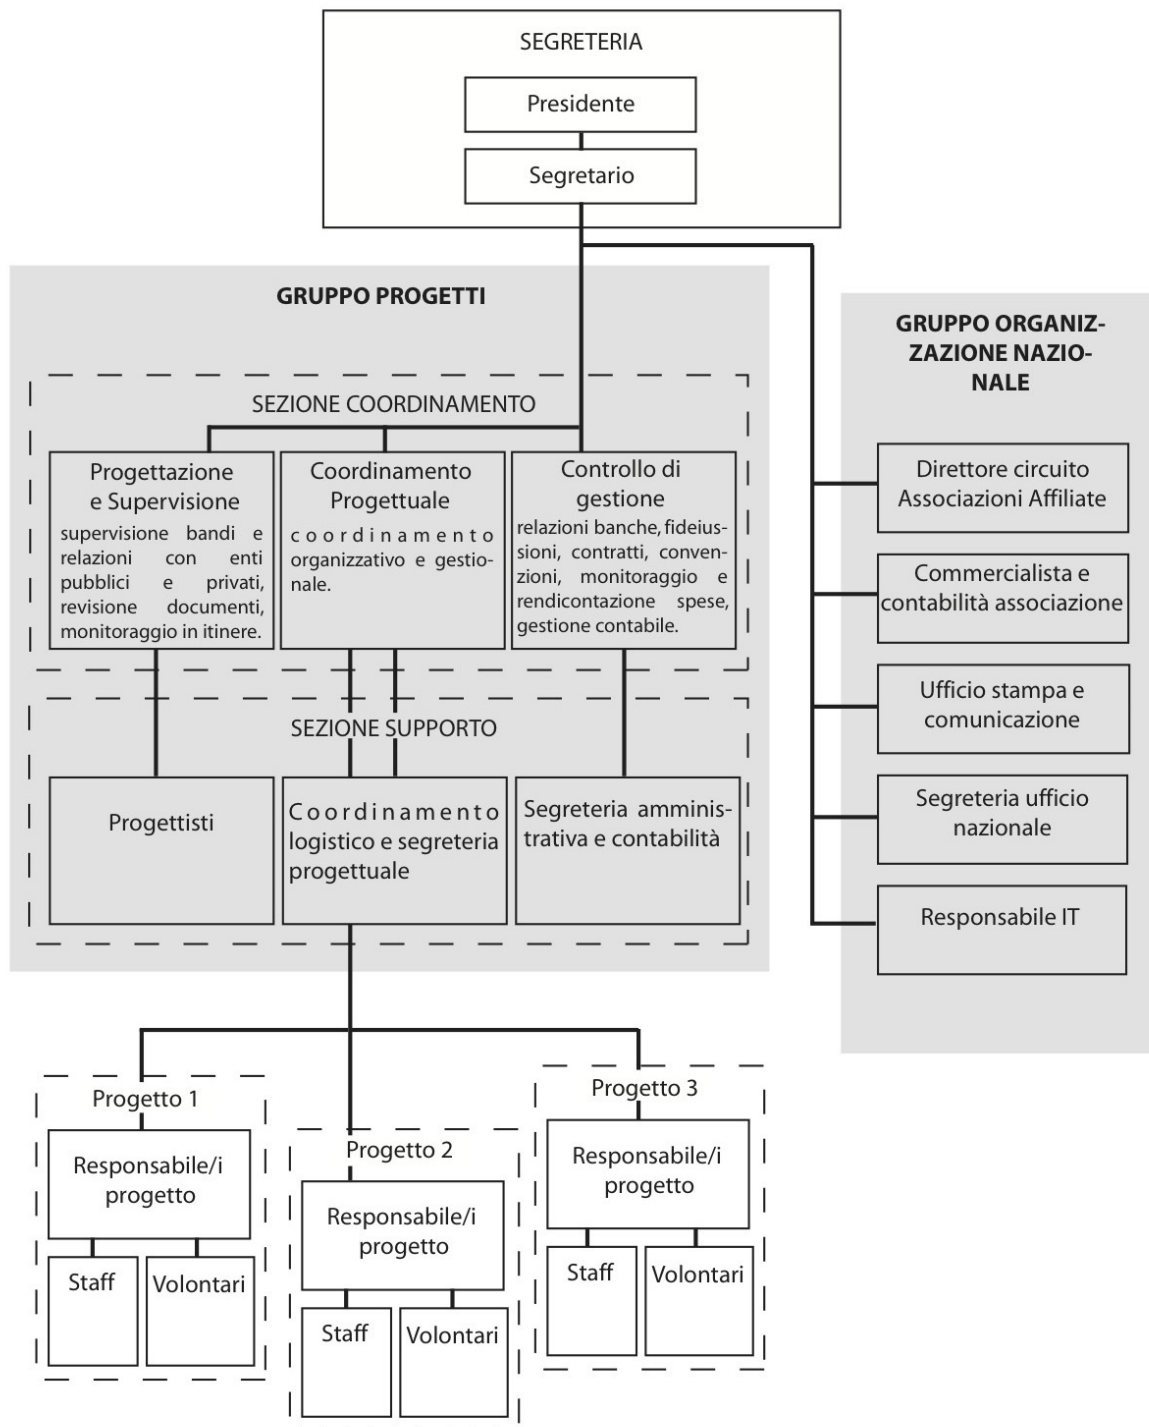 SEGRETERIA
Presidente
Segretario
GRUPPO PROGETTI
SEZIONE COORDINAMENTO
Progettazione
e Supervisione
supervisione bandi e
relazioni con enti
pubblici e privati,
revisione documenti,
monitoraggio in itinere.
Coordinamento
Progettuale
coordinamento
organizzativo e gestio-
nale.
Controllo di
gestione
relazioni banche, fideius-
sioni, contratti, conven-
zioni, monitoraggio e
rendicontazione spese,
gestione contabile.
SEZIONE SUPPORTO
Progettisti
Coordinamento
logistico e segreteria
progettuale
Segreteria amminis-
trativa e contabilità
GRUPPO ORGANIZ-
ZAZIONE NAZIO-
NALE
Direttore circuito
Associazioni Affiliate
Commercialista e
contabilità associazione
Ufficio stampa e
comunicazione
Segreteria ufficio
nazionale
Responsabile IT
Progetto 1
Responsabile/i
progetto
Staff
Volontari
Progetto 2
Responsabile/i
progetto
Staff
Volontari
Progetto 3
Responsabile/i
progetto
Staff
Volontari